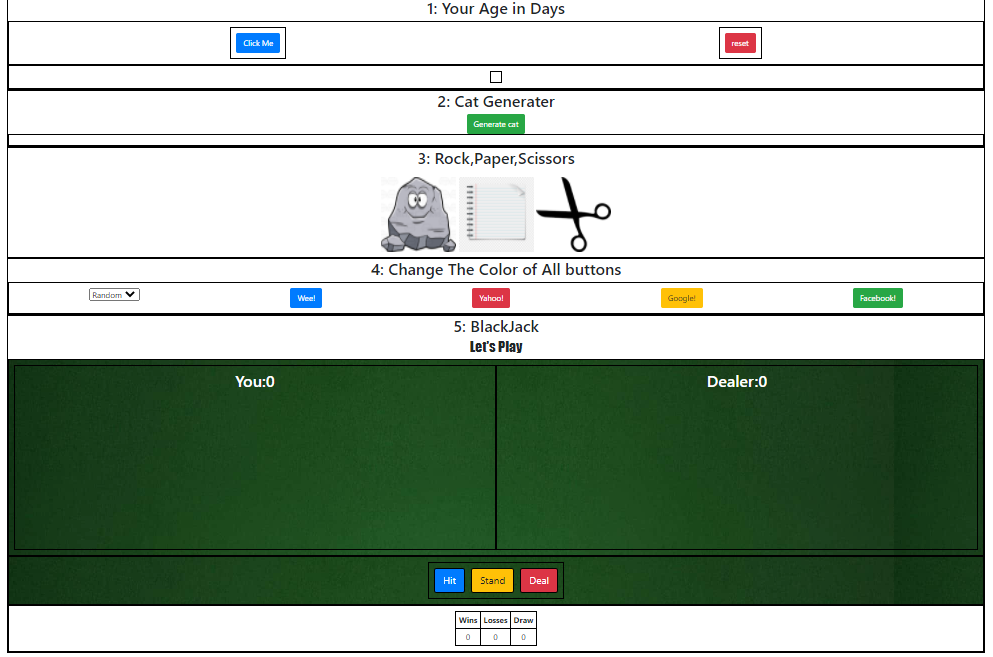 1: Your Age in Days
Click Me reset
2: Cat Generater
Generate cat
3: Rock,Paper,Scissors
4: Change The Color of All buttons
Random Wee! Yahoo! Google! Facebook!
5: BlackJack
Let's Play
You:0 Dealer:0
Hit Stand Deal
Wins Losses Draw
0 0 0